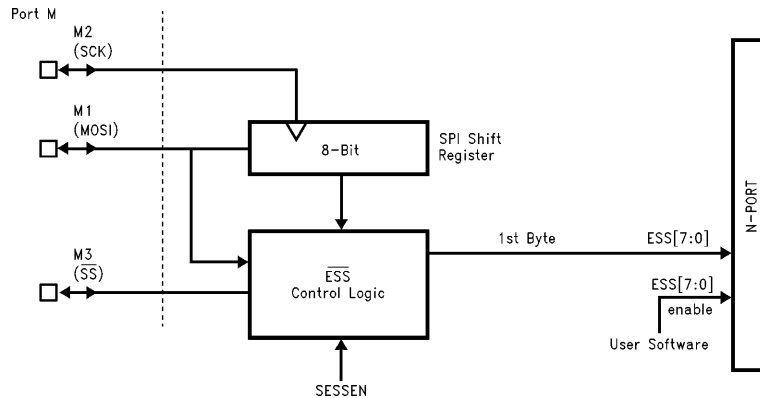 Port M
M2
(SCK)
M1
(MOSI)
8-Bit
SPI Shift
Register
M3
(SS)
ESS
Control Logic
1st Byte
ESS[7:0]
ESS[7:0]
enable
User Software
SESSEN
N-PORT